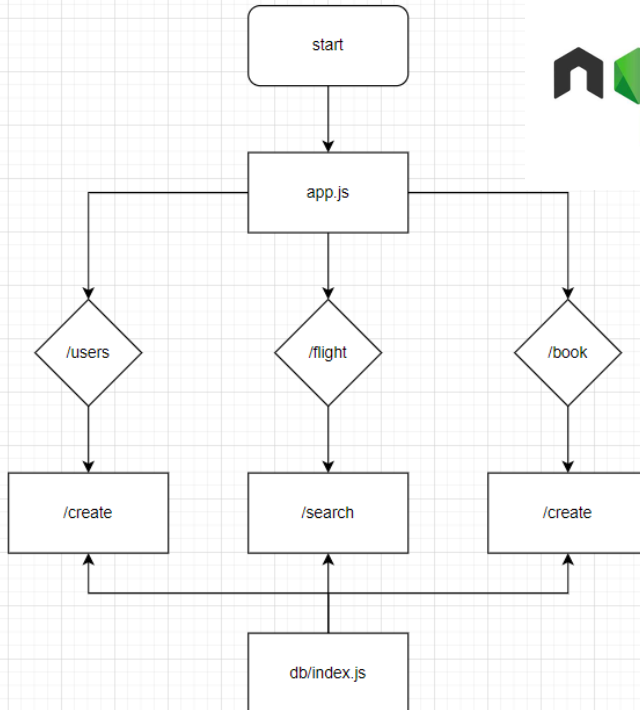 start
app.js
/users
/flight
/book
/create
/search
/create
db/index.js